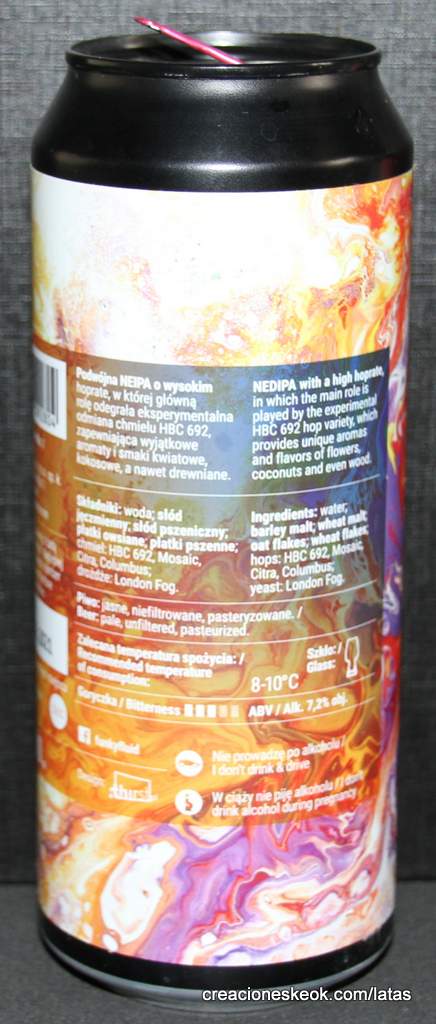 Podwójna NEIPA o wysokim
hoprate, w której główną
rolę odegrała eksperymentalna
odmiana chmielu HBC 692,
zapewniająca wyjątkowe
aromaty i smaki kwiatowe,
kokosowe, a nawet drewniane.
NEDIPA with a high hoprate,
in which the main role is
played by the experimental
HBC 692 hop variety, which
provides unique aromas
and flavors of flowers,
coconuts and even wood.
Składniki: woda; słód
jęczmienny; słód pszeniczny;
płatki owsiane; płatki pszenne;
chmiel: HBC 692, Mosaic,
Citra, Columbus;
drożdże: London Fog.
Ingredients: water;
barley malt; wheat malt;
oat flakes; wheat flakes;
hops: HBC 692, Mosaic,
Citra, Columbus;
yeast: London Fog.
Piwo: jasne, niefiltrowane, pasteryzowane. /
Beer: pale, unfiltered, pasteurized.
Zalecana temperatura spożycia: /
Recommended temperature
of consumption:
8-10°C
Szkło: /
Glass:
Goryczka / Bitterness
ABV / Alk. 7,2% obj.
funkyfluid
Nie prowadzę po alkoholu /
I don't drink & drive
Design:
W ciąży nie piję alkoholu / I don't
drink alcohol during pregnancy
creacioneskeok.com/latas